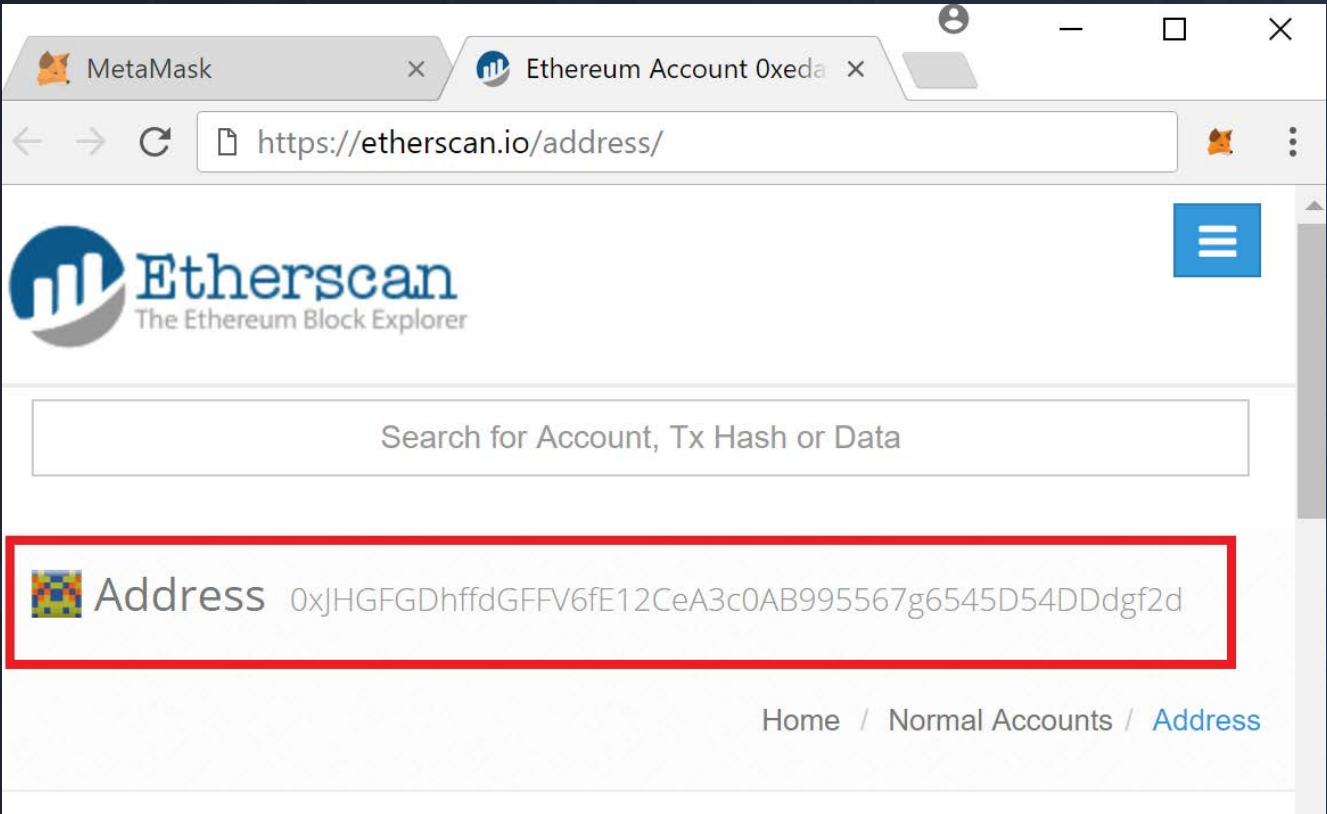 MetaMask
Ethereum Account 0xeda
https://etherscan.io/address/
Etherscan
The Ethereum Block Explorer
Search for Account, Tx Hash or Data
Address 0xJHGFGDhffdGFFV6fE12CeA3c0AB995567g6545D54DDdgf2d
Home / Normal Accounts / Address